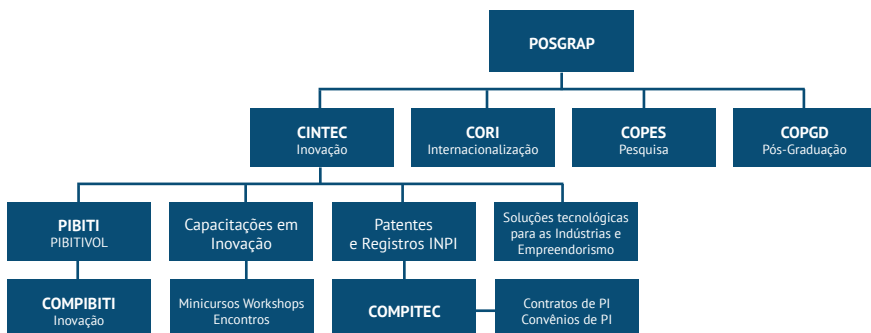 POSGRAP
CINTEC
Inovação
CORI
Internacionalização
COPES
Pesquisa
COPGD
Pós-Graduação
PIBITI
PIBITIVOL
Capacitações em
Inovação
Patentes
e Registros INPI
Soluções tecnológicas
para as Indústrias e
Empreendorismo
COMPIBITI
Inovação
Minicursos Workshops
Encontros
COMPITEC
Contratos de PI
Convênios de PI